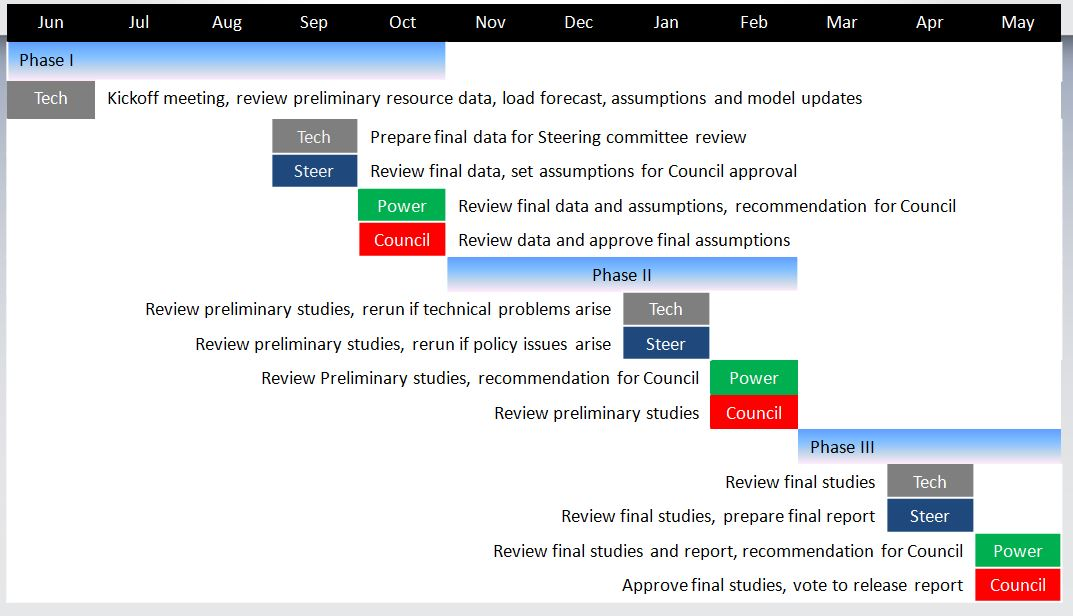 Jun Jul Aug Sep Oct Nov Dec Jan Feb Mar Apr May
Phase I
Tech Kickoff meeting, review preliminary resource data, load forecast, assumptions and model updates
Tech Prepare final data for Steering committee review
Steer Review final data, set assumptions for Council approval
Power Review final data and assumptions, recommendation for Council
Council Review data and approve final assumptions
Phase II
Review preliminary studies, rerun if technical problems arise Tech
Review preliminary studies, rerun if policy issues arise Steer
Review Preliminary studies, recommendation for Council Power
Review preliminary studies Council
Phase III
Review final studies Tech
Review final studies, prepare final report Steer
Review final studies and report, recommendation for Council Power
Approve final studies, vote to release report Council